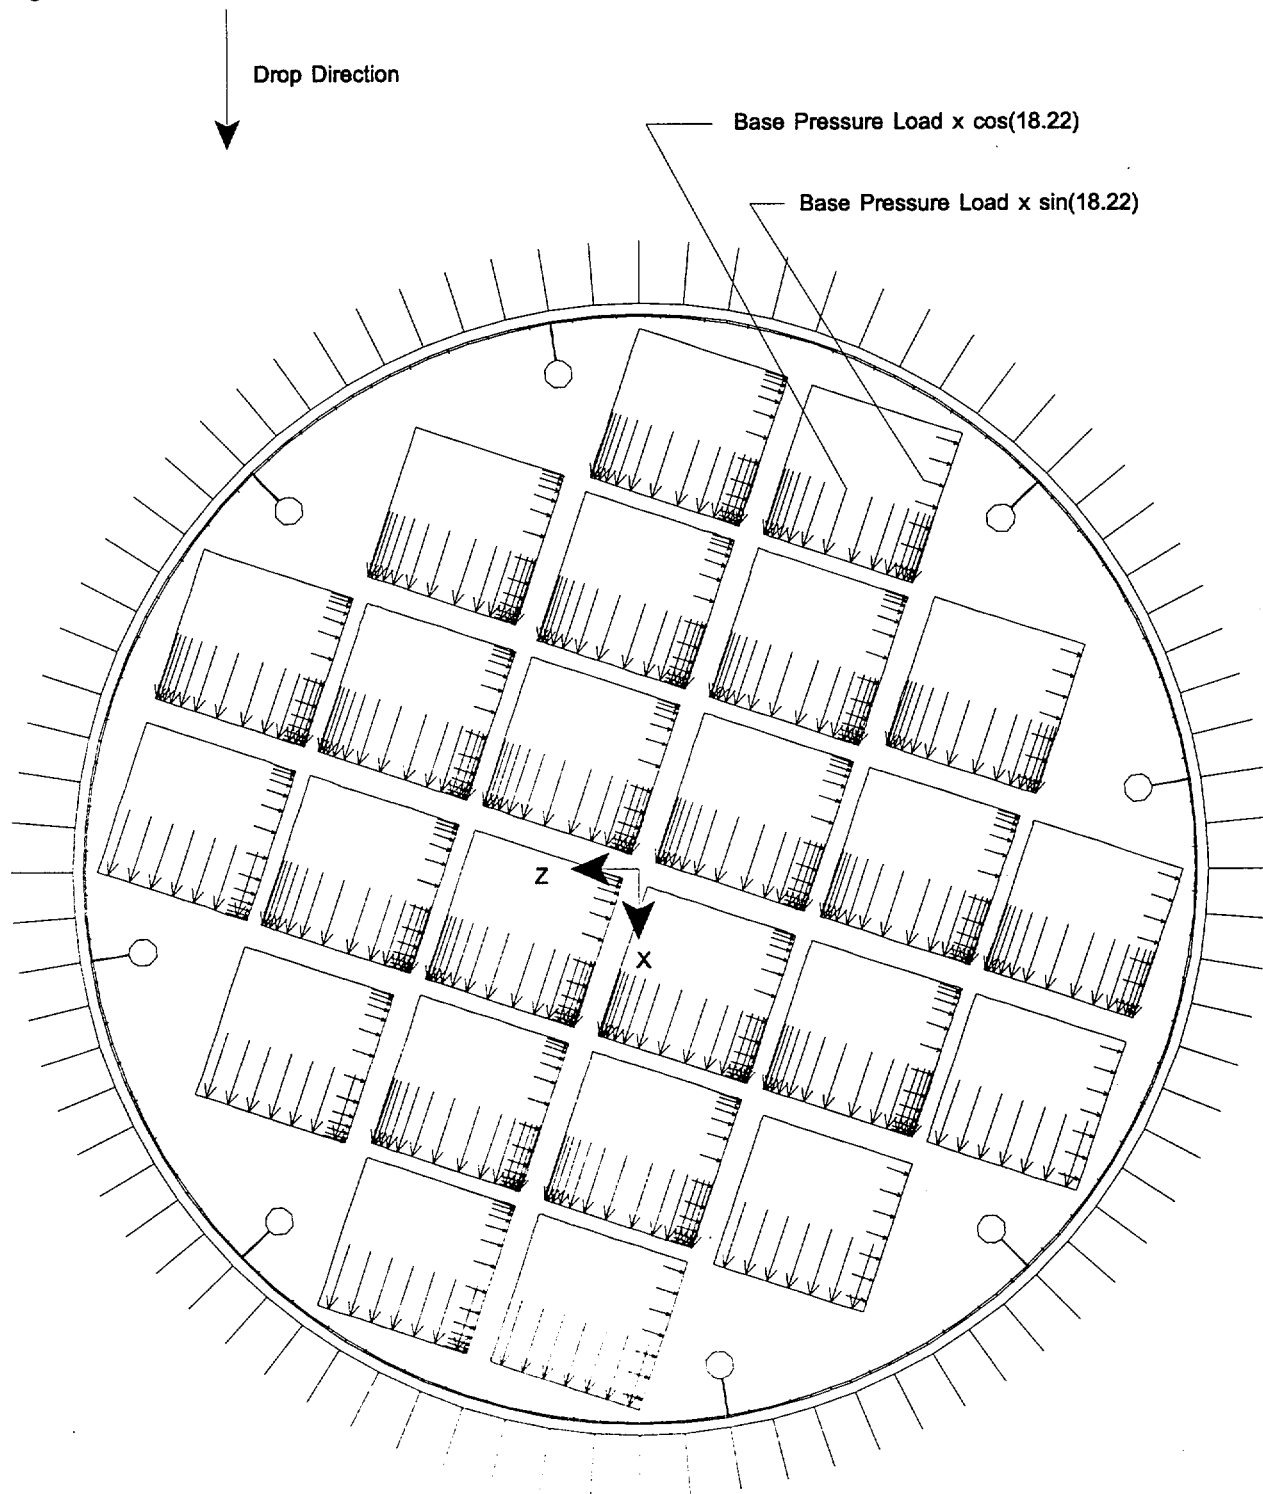 Drop Direction
Base Pressure Load x cos(18.22)
Base Pressure Load x sin(18.22)
Z
X